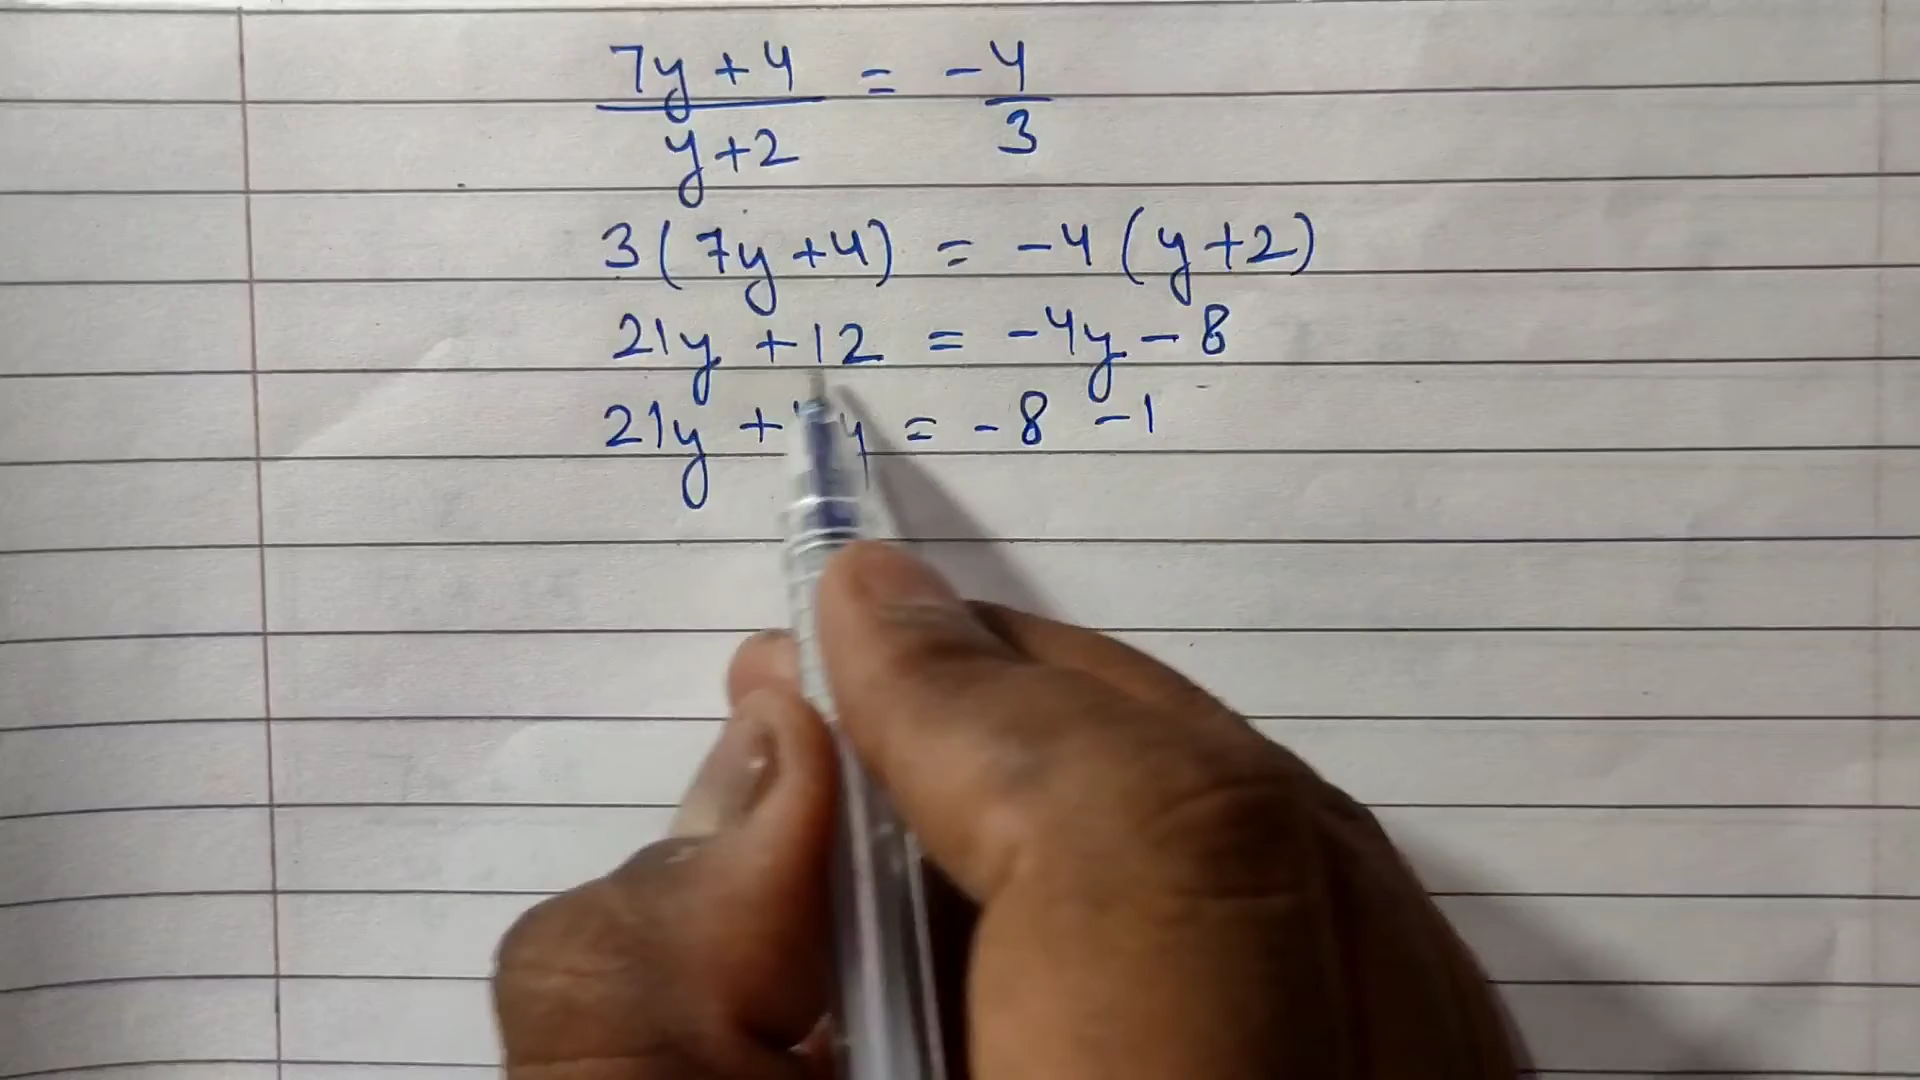 7y+4 / y+2 = -4/3
3(7y+4) = -4(y+2)
21y +12 = -4y-8
21y + y = -8 -1